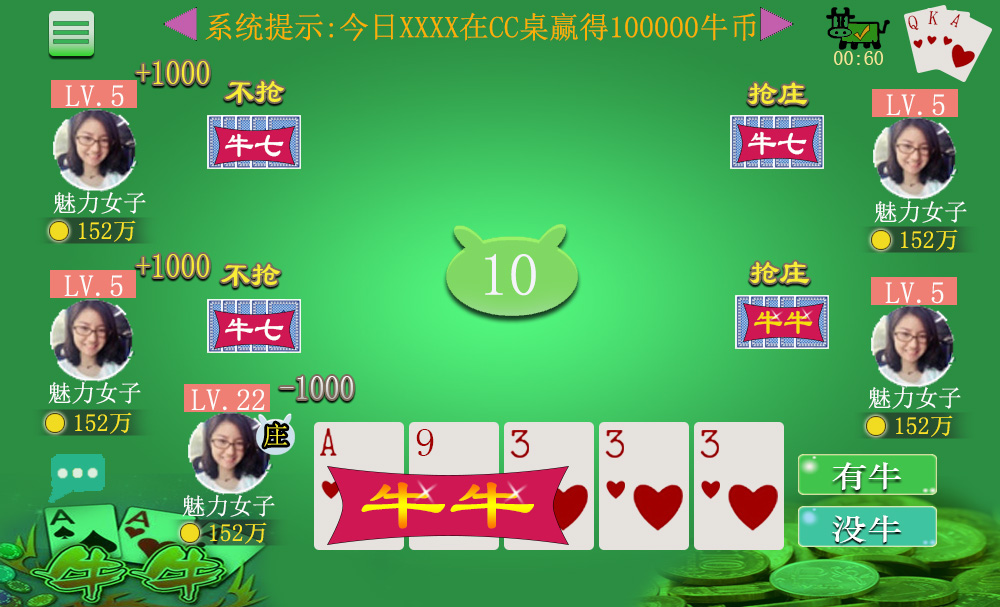 系统提示:今日XXXX在CC桌赢得100000牛币
00:60
Q K A
LV.5
+1000
不抢
牛七
魅力女子
152万
抢庄
牛七
LV.5
魅力女子
152万
LV.5
+1000
不抢
牛七
魅力女子
152万
10
抢庄
牛牛
LV.5
魅力女子
152万
LV.22
-1000
庄
魅力女子
152万
A 9 3 3 3
牛牛
有牛
没牛
A A
牛牛